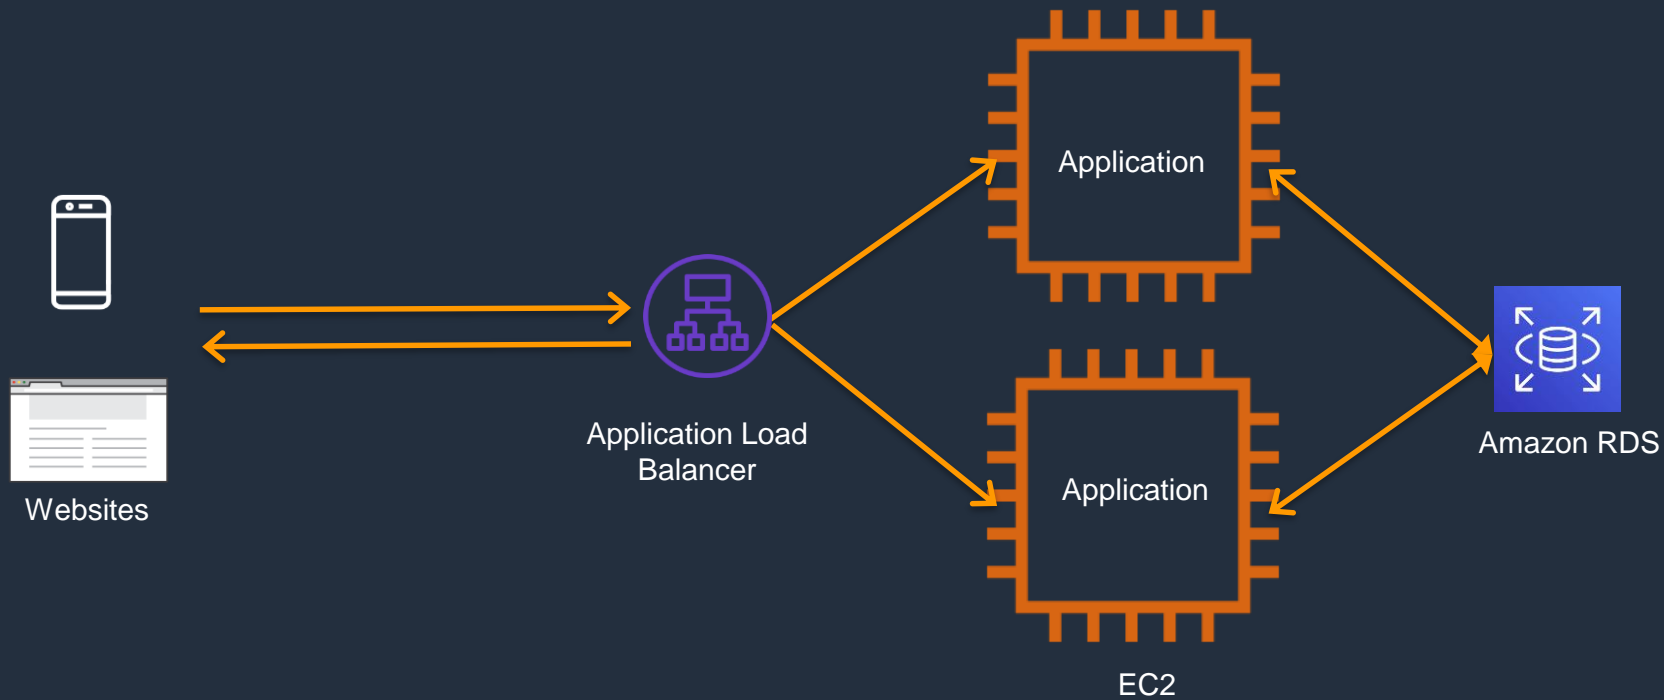 Websites
Application Load
Balancer
Application
Application
EC2
Amazon RDS